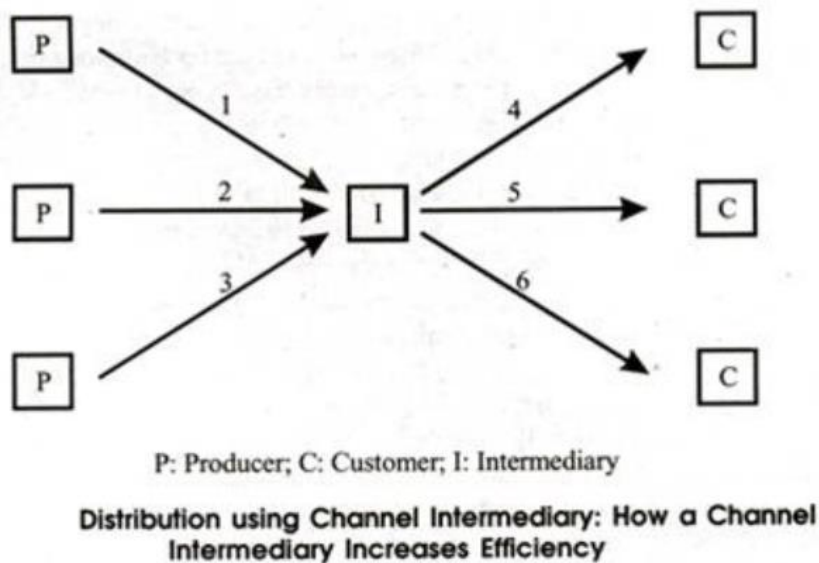 P
C
1
4
P
2
I
5
C
3
6
P
C
P: Producer; C: Customer; I: Intermediary
Distribution using Channel Intermediary: How a Channel
Intermediary Increases Efficiency